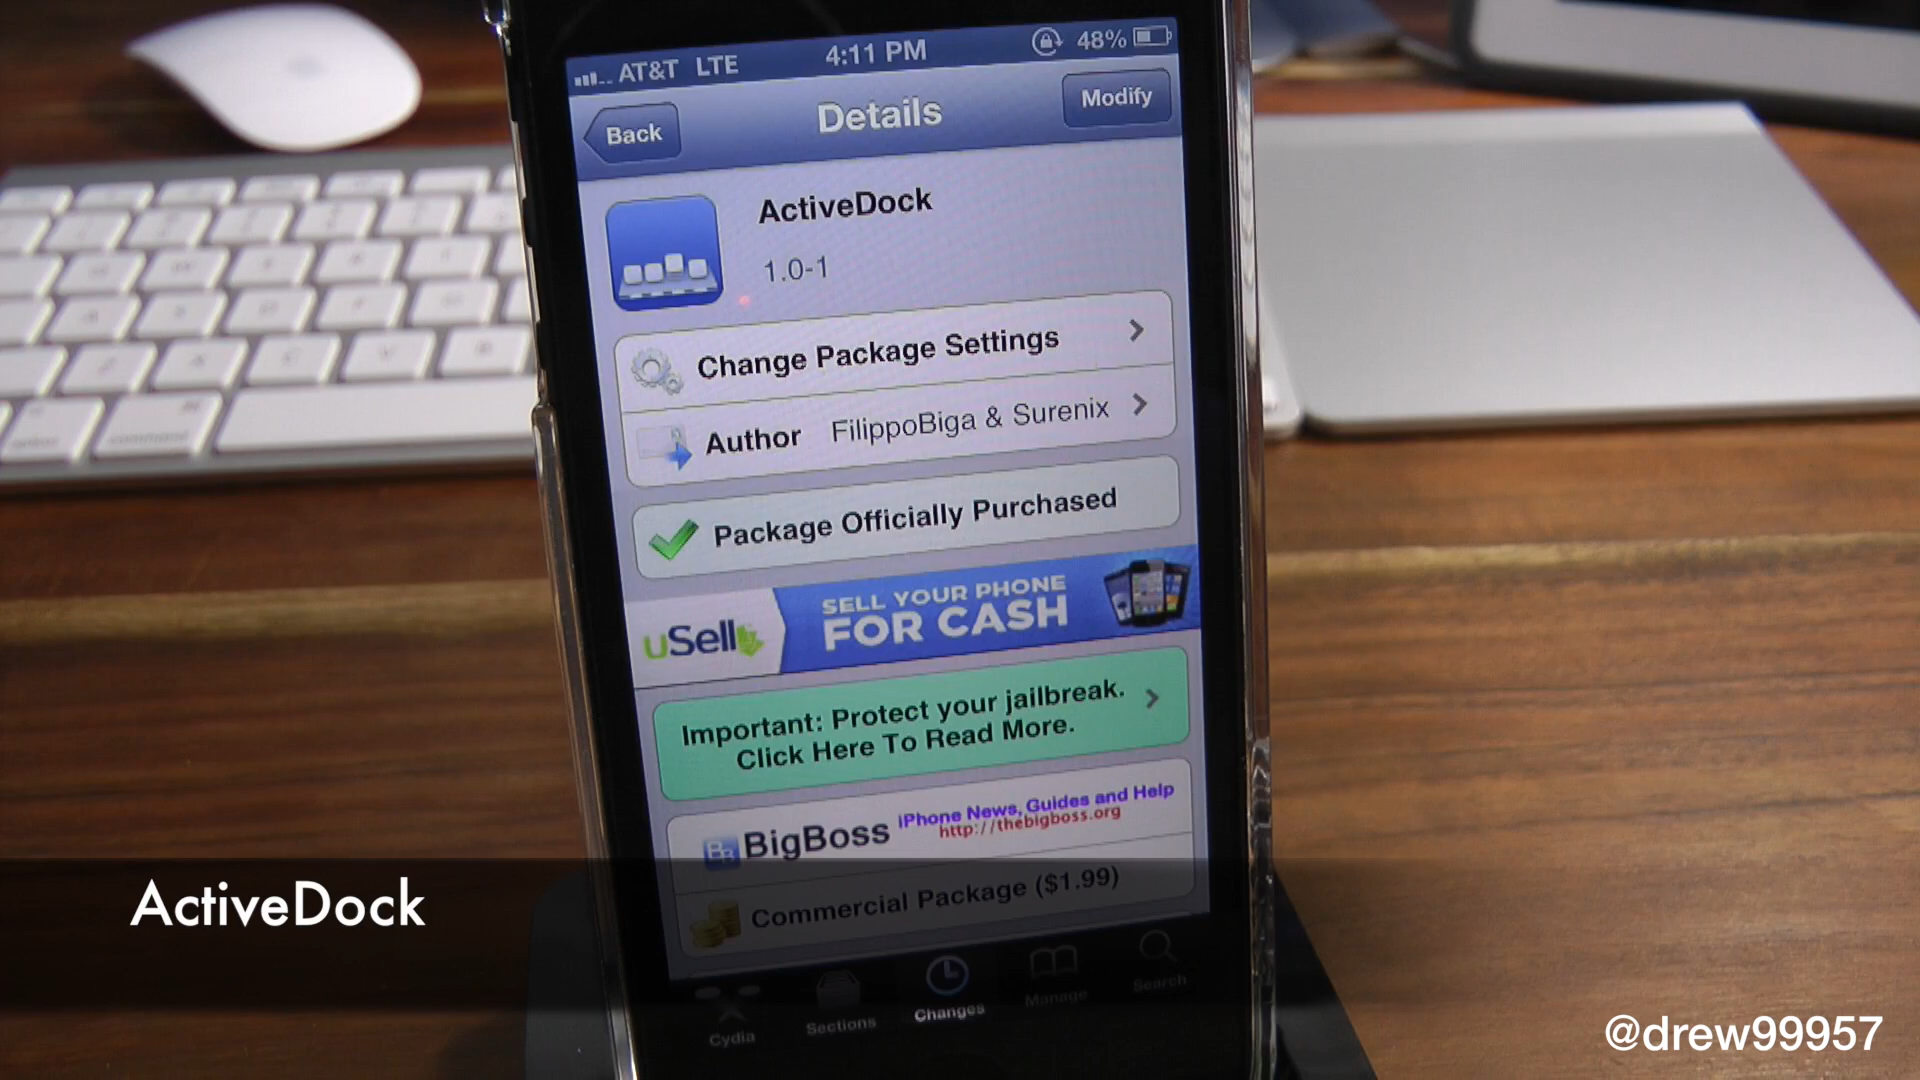 AT&T LTE 4:11 PM 48%
Back Details Modify
ActiveDock
1.0-1
Change Package Settings
Author FilippoBiga & Surenix
Package Officially Purchased
uSell SELL YOUR PHONE
FOR CASH
Important: Protect your jailbreak.
Click Here To Read More.
BigBoss iPhone News, Guides and Help
http://thebigboss.org
Commercial Package ($1.99)
Cydia Sections Changes Manage Search
ActiveDock
@drew99957